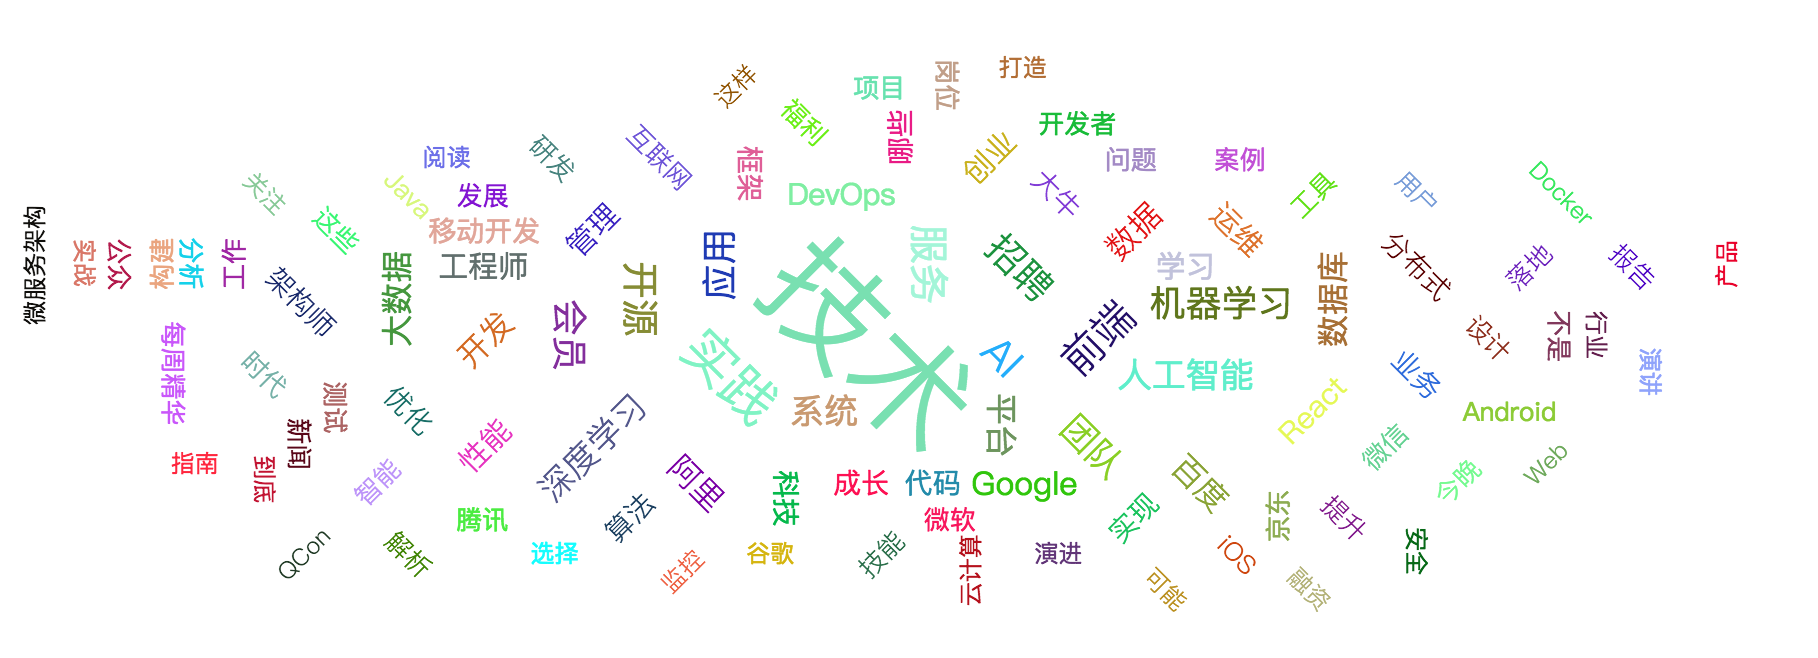 打造
这样
项目
岗位
福利
哪些
开发者
互联网
研发
阅读
框架
创业
问题
案例
关注
Java
发展
DevOps
大牛
工具
用户
Docker
微服务架构
这些
移动开发
管理
数据
运维
实战
公众
构建
分析
工作
架构师
大数据
工程师
开源
应用
技术
服务
招聘
学习
机器学习
数据库
分布式
落地
报告
产品
每周精华
时代
开发
会员
实践
AI
前端
人工智能
业务
设计
不是
行业
演讲
测试
优化
系统
平台
React
Android
新闻
性能
深度学习
团队
微信
指南
到底
智能
阿里
科技
成长
代码
Google
百度
今晚
Web
腾讯
算法
微软
实现
京东
提升
QCon
解析
选择
监控
谷歌
技能
云计算
演进
iOS
安全
可能
融资